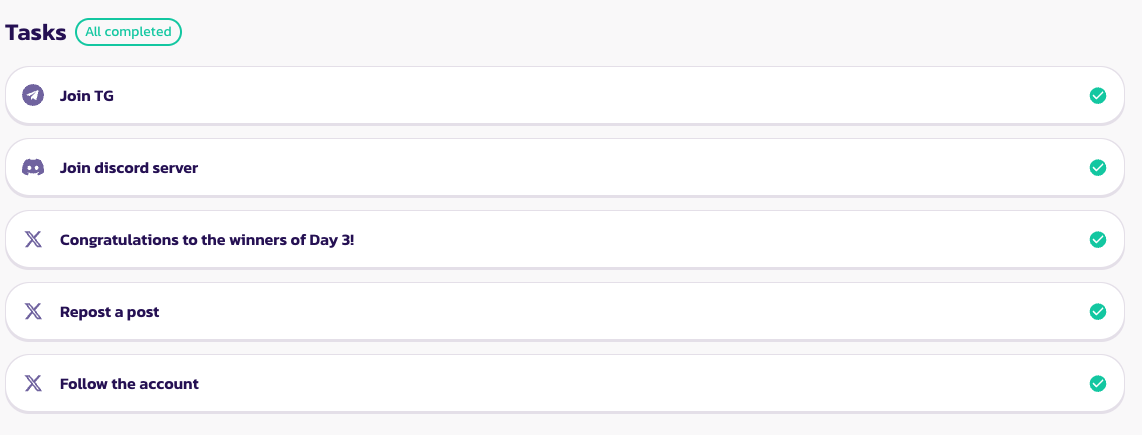 Tasks
All completed
Join TG
Join discord server
Congratulations to the winners of Day 3!
Repost a post
Follow the account